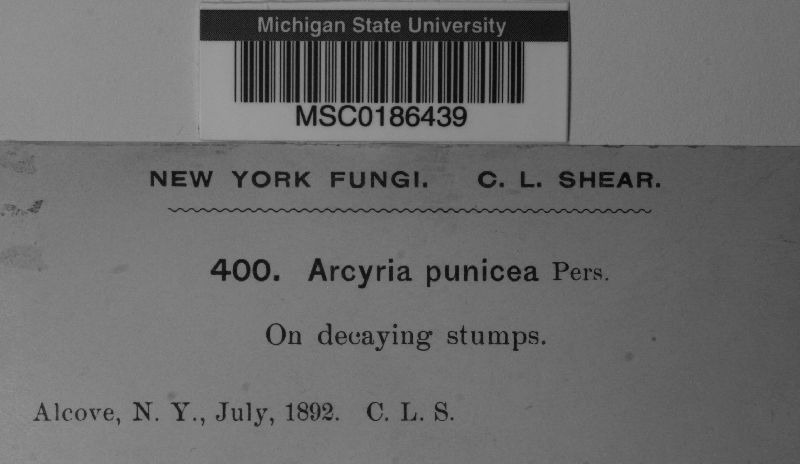 Michigan State University
MSC0186439
NEW YORK FUNGI. C. L. SHEAR.
400. Arcyria punicea Pers.
On decaying stumps.
Alcove, N. Y., July, 1892. C. L. S.